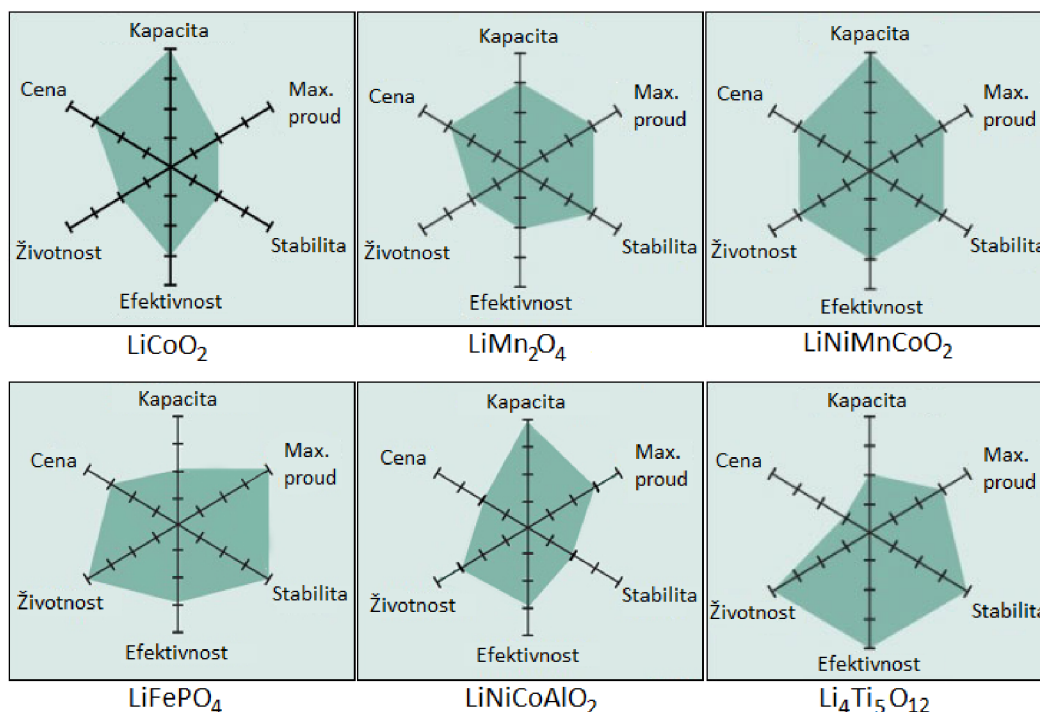 Kapacita
Cena
Max.
proud
Životnost
Stabilita
Efektivnost
LiCoO₂
Kapacita
Cena
Max.
proud
Životnost
Stabilita
Efektivnost
LiMn₂O₄
Kapacita
Cena
Max.
proud
Životnost
Stabilita
Efektivnost
LiNiMnCoO₂
Kapacita
Cena
Max.
proud
Životnost
Stabilita
Efektivnost
LiFePO₄
Kapacita
Cena
Max.
proud
Životnost
Stabilita
Efektivnost
LiNiCoAlO₂
Kapacita
Cena
Max.
proud
Životnost
Stabilita
Efektivnost
Li₄Ti₅O₁₂